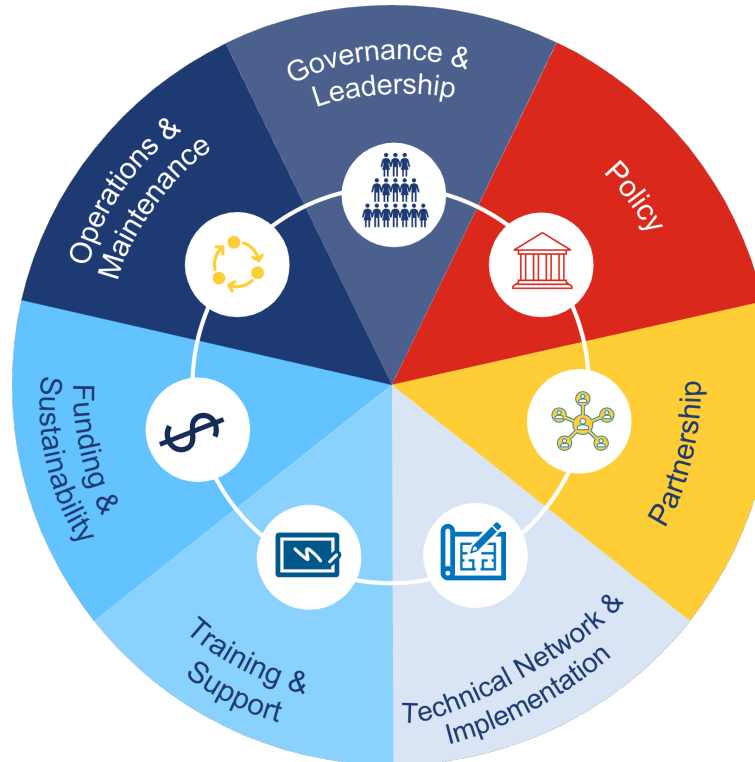 Governance &
Leadership
Policy
Partnership
Technical Network &
Implementation
Training &
Support
Funding &
Sustainability
Operations &
Maintenance